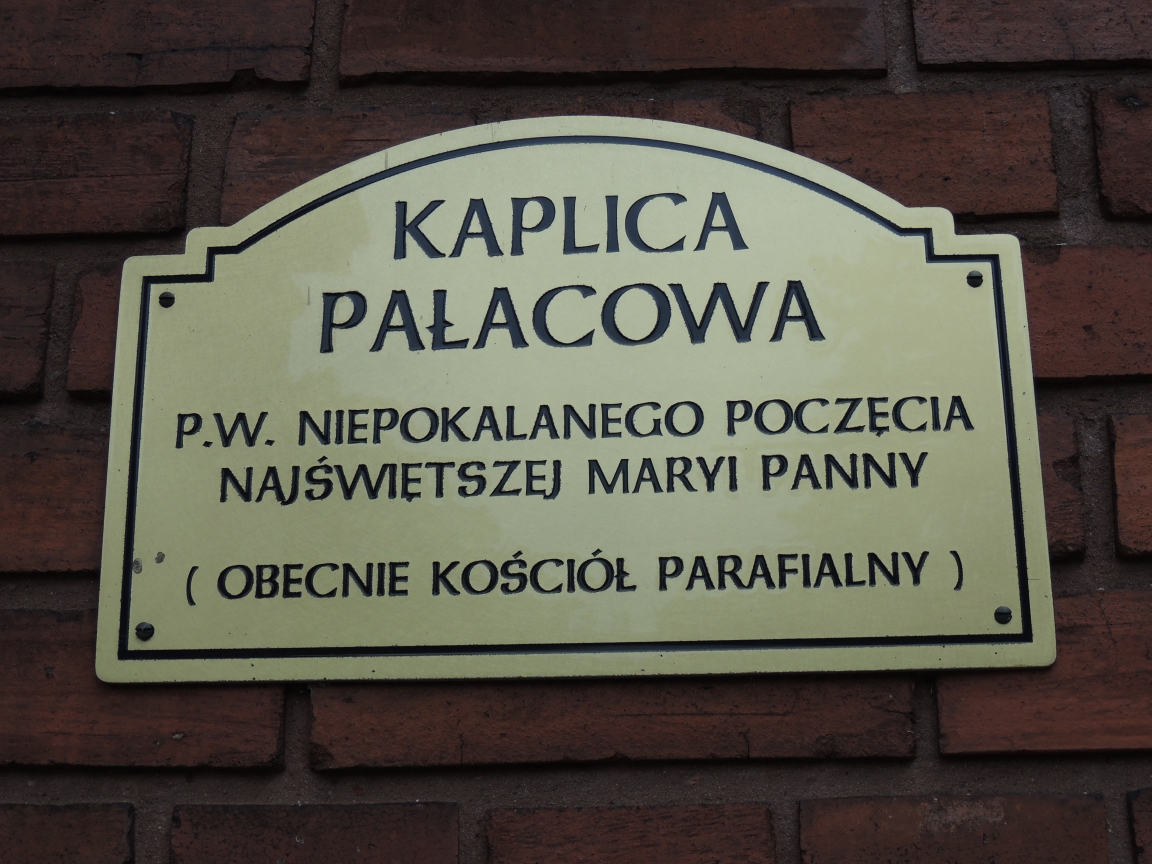 KAPLICA
PAŁACOWA
P.W. NIEPOKALANEGO POCZĘCIA
NAJŚWIĘTSZEJ MARYI PANNY
( OBECNIE KOŚCIÓŁ PARAFIALNY )